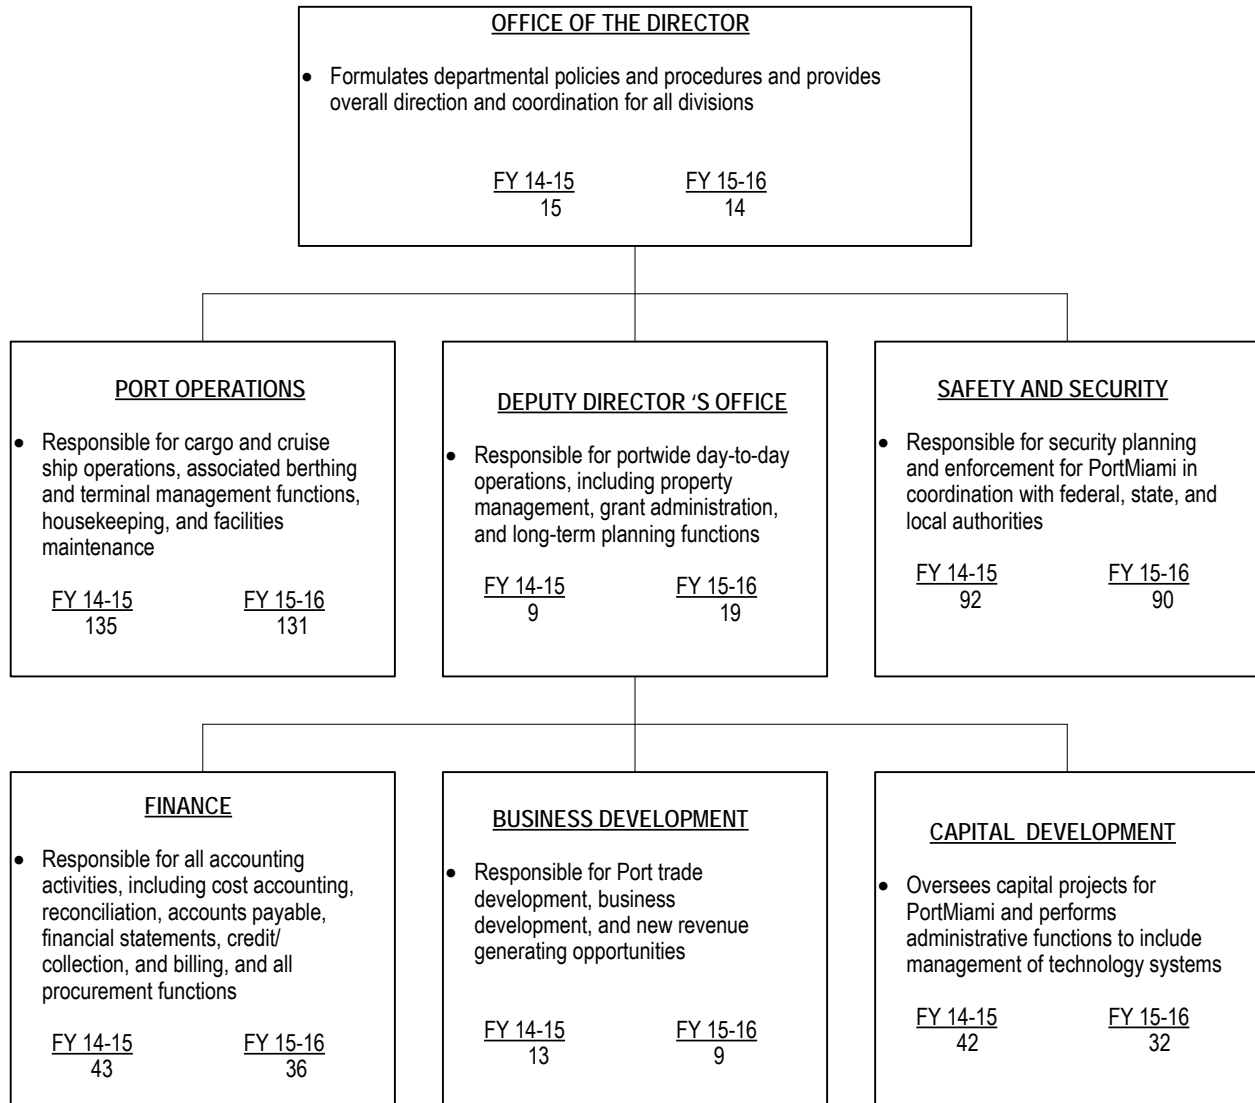 OFFICE OF THE DIRECTOR
• Formulates departmental policies and procedures and provides
overall direction and coordination for all divisions
FY 14-15 FY 15-16
15 14
PORT OPERATIONS
• Responsible for cargo and cruise
ship operations, associated berthing
and terminal management functions,
housekeeping, and facilities
maintenance
FY 14-15 FY 15-16
135 131
DEPUTY DIRECTOR ‘S OFFICE
• Responsible for portwide day-to-day
operations, including property
management, grant administration,
and long-term planning functions
FY 14-15 FY 15-16
9 19
SAFETY AND SECURITY
• Responsible for security planning
and enforcement for PortMiami in
coordination with federal, state, and
local authorities
FY 14-15 FY 15-16
92 90
FINANCE
• Responsible for all accounting
activities, including cost accounting,
reconciliation, accounts payable,
financial statements, credit/
collection, and billing, and all
procurement functions
FY 14-15 FY 15-16
43 36
BUSINESS DEVELOPMENT
• Responsible for Port trade
development, business
development, and new revenue
generating opportunities
FY 14-15 FY 15-16
13 9
CAPITAL DEVELOPMENT
• Oversees capital projects for
PortMiami and performs
administrative functions to include
management of technology systems
FY 14-15 FY 15-16
42 32